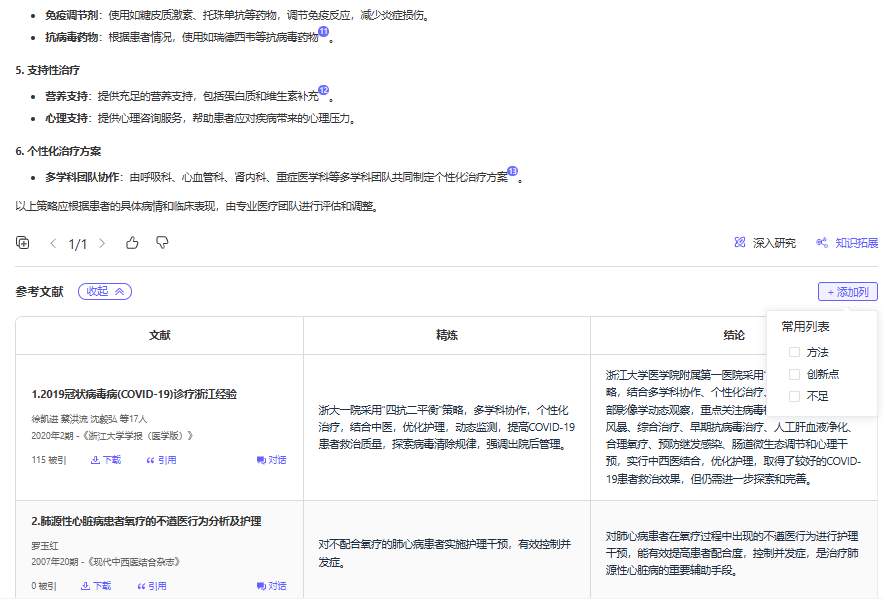 • 免疫调节剂：使用如糖皮质激素、托珠单抗等药物，调节免疫反应，减少炎症损伤。
• 抗病毒药物：根据患者情况，使用如瑞德西韦等抗病毒药物11。
5. 支持性治疗
• 营养支持：提供充足的营养支持，包括蛋白质和维生素补充12。
• 心理支持：提供心理咨询服务，帮助患者应对疾病带来的心理压力。
6. 个性化治疗方案
• 多学科团队协作：由呼吸科、心血管科、肾内科、重症医学科等多学科团队共同制定个性化治疗方案13。
以上策略应根据患者的具体病情和临床表现，由专业医疗团队进行评估和调整。
1/1
深入研究 知识拓展
参考文献 收起 + 添加列
常用列表
方法
创新点
不足
文献 精炼 结论
1.2019冠状病毒病(COVID-19)诊疗浙江经验
徐凯进 蔡洪流 沈毅弘 等17人
2020年2期 -《浙江大学学报（医学版）》
115 被引 下载 引用 对话
浙大一院采用"四抗二平衡"策略，多学科协作，个性化
治疗，结合中医，优化护理，动态监测，提高COVID-19
患者救治质量，探索病毒清除规律，强调出院后管理。
浙江大学医学院附属第一医院采用"
略，结合多学科协作、个性化治疗、
部影像学动态观察，重点关注病毒
风暴、综合治疗、早期抗病毒治疗、人工肝血液净化、
合理氧疗、预防继发感染、肠道微生态调节和心理干
预，实行中西医结合，优化护理，取得了较好的COVID-
19患者救治效果，但仍需进一步探索和完善。
2.肺源性心脏病患者氧疗的不遵医行为分析及护理
罗玉红
2007年20期 -《现代中西医结合杂志》
0 被引 下载 引用 对话
对不配合氧疗的肺心病患者实施护理干预，有效控制并
发症。
对肺心病患者在氧疗过程中出现的不遵医行为进行护理
干预，能有效提高患者配合度，控制并发症，是治疗肺
源性心脏病的重要辅助手段。